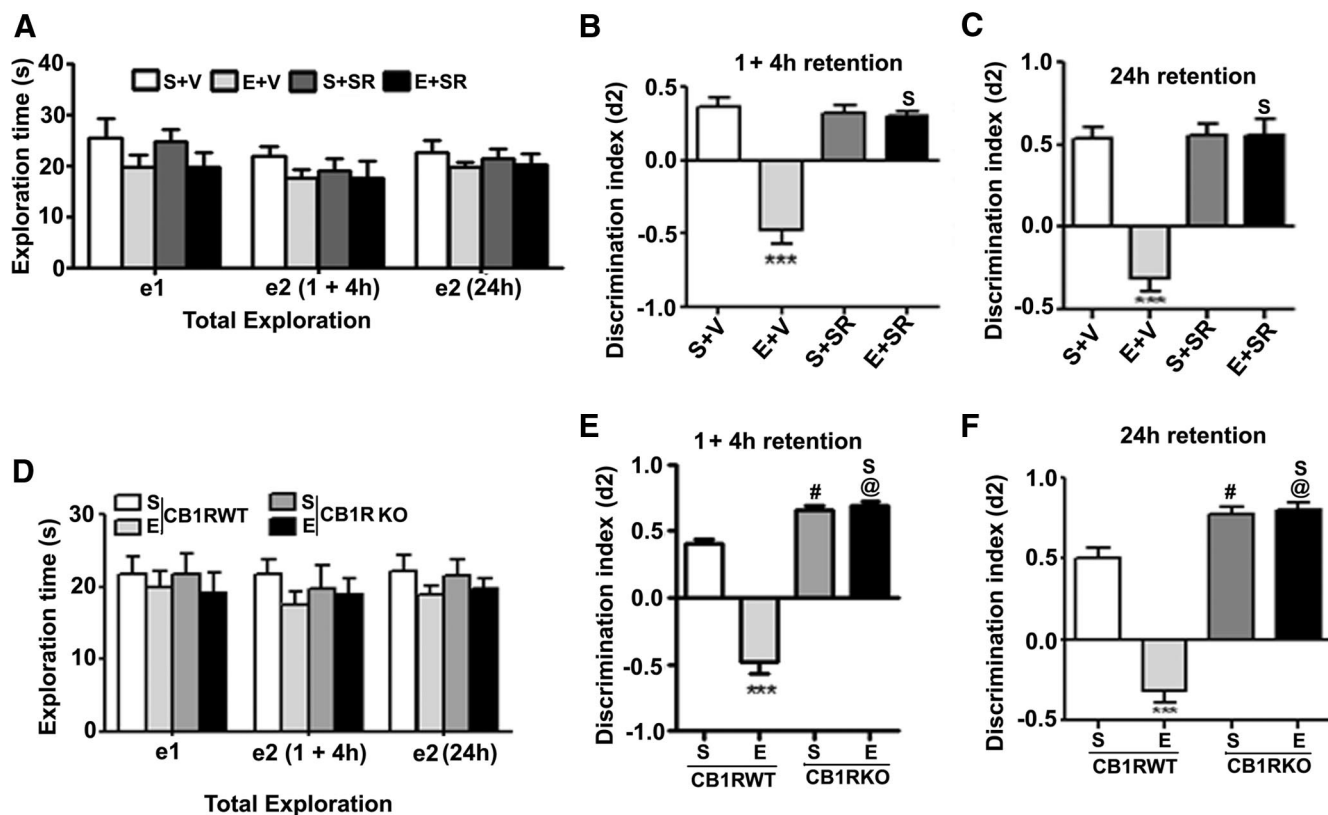 A
Exploration time (s)
40
30
20
10
0
S+V E+V S+SR E+SR
e1 e2 (1 + 4h) e2 (24h)
Total Exploration
B
1+ 4h retention
Discrimination index (d2)
0.5
0.0
-0.5
-1.0
S
***
S+V E+V S+SR E+SR
C
24h retention
Discrimination index (d2)
1.0
0.5
0.0
-0.5
S
***
S+V E+V S+SR E+SR
D
Exploration time (s)
30
20
10
0
S CB1RWT S CB1R KO
E E
e1 e2 (1 + 4h) e2 (24h)
Total Exploration
E
1+ 4h retention
Discrimination index (d2)
1.0
0.5
0.0
-0.5
-1.0
S
# @
***
S E S E
CB1RWT CB1RKO
F
24h retention
Discrimination index (d2)
1.0
0.5
0.0
-0.5
S
# @
***
S E S E
CB1RWT CB1RKO